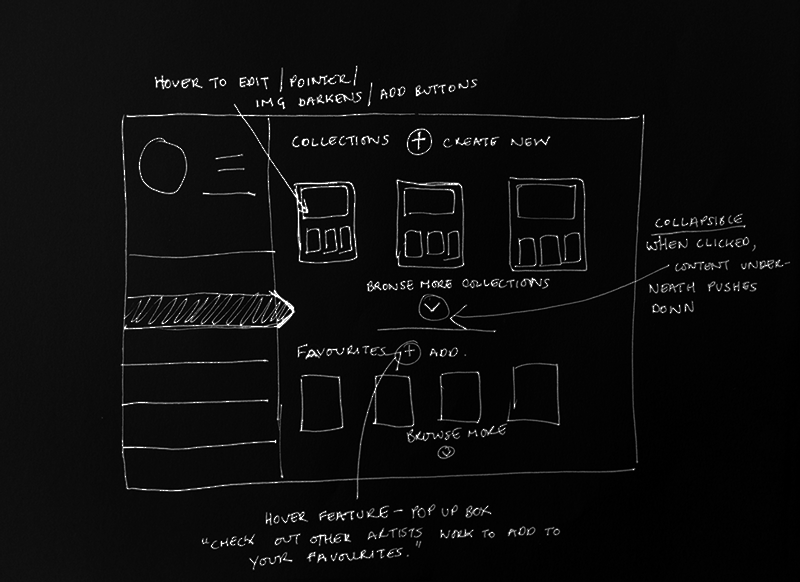 HOVER TO EDIT / POINTER /
IMG DARKENS / ADD BUTTONS
COLLECTIONS + CREATE NEW
COLLAPSIBLE
WHEN CLICKED,
CONTENT UNDER-
NEATH PUSHES
DOWN
BROWSE MORE COLLECTIONS
FAVOURITES + ADD.
BROWSE MORE
HOVER FEATURE - POP UP BOX
"CHECK OUT OTHER ARTISTS WORK TO ADD TO
YOUR FAVOURITES."